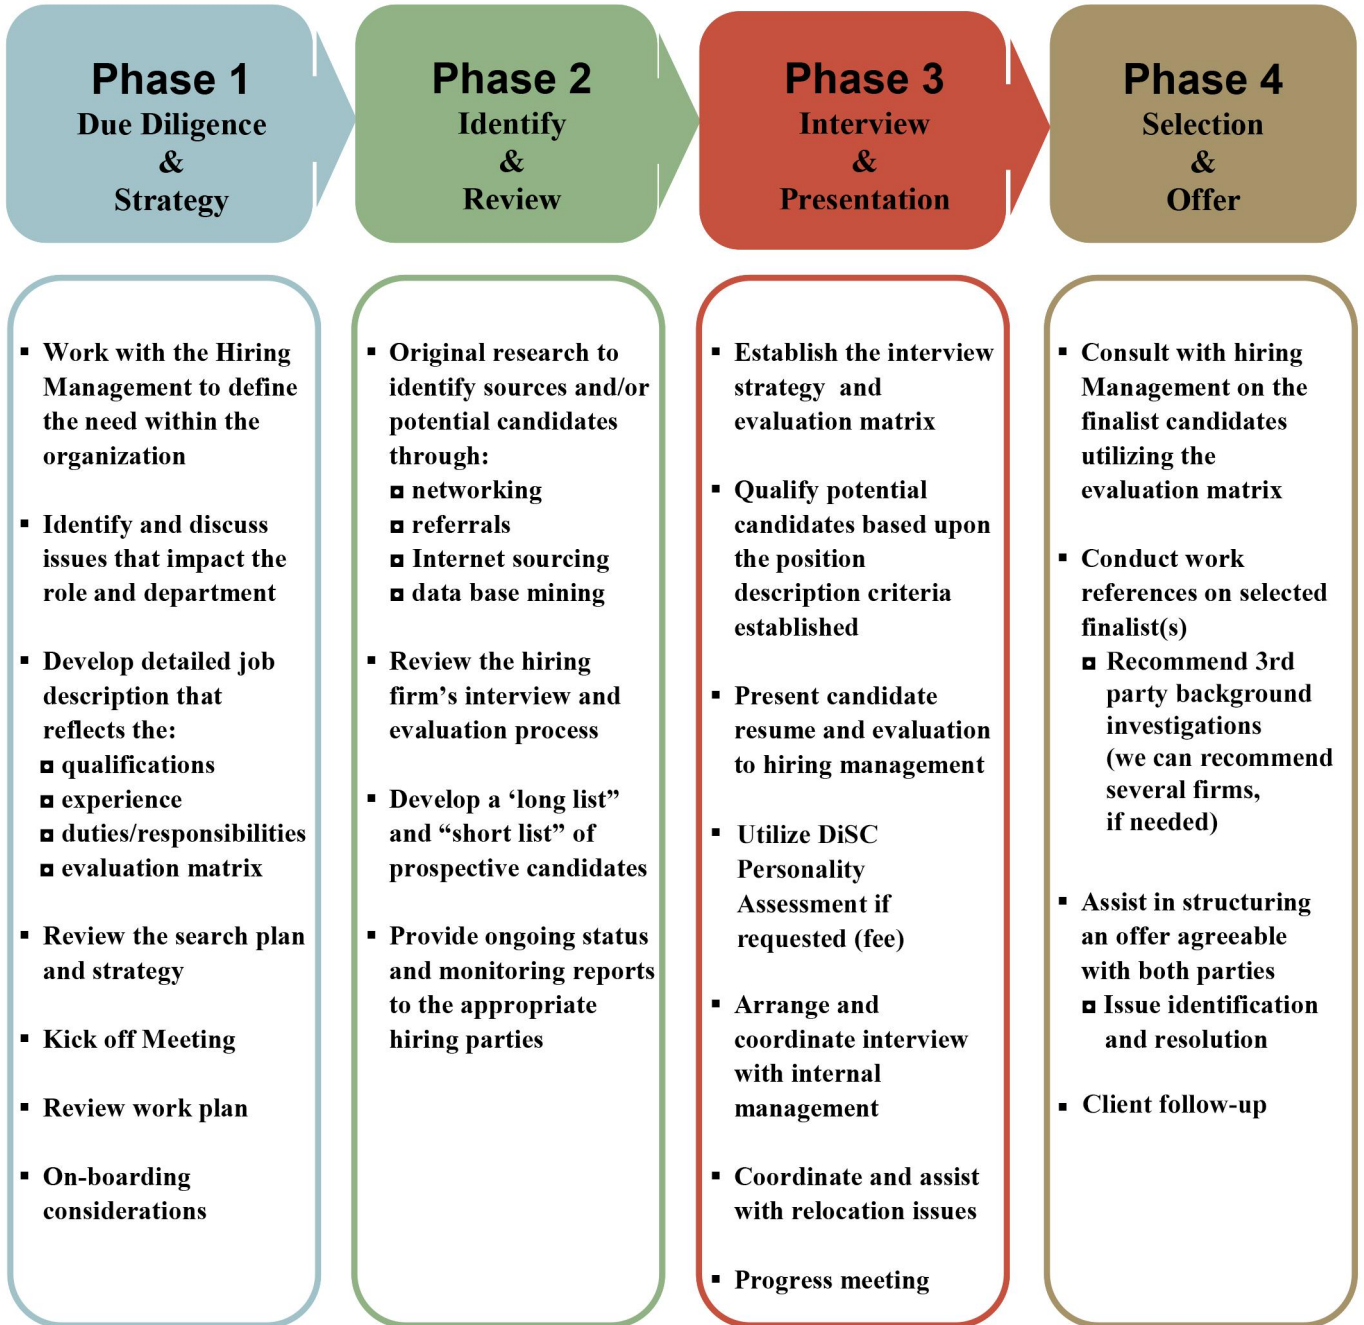 Phase 1
Due Diligence
&
Strategy
Phase 2
Identify
&
Review
Phase 3
Interview
&
Presentation
Phase 4
Selection
&
Offer
▪ Work with the Hiring
Management to define
the need within the
organization
▪ Identify and discuss
issues that impact the
role and department
▪ Develop detailed job
description that
reflects the:
◘ qualifications
◘ experience
◘ duties/responsibilities
◘ evaluation matrix
▪ Review the search plan
and strategy
▪ Kick off Meeting
▪ Review work plan
▪ On-boarding
considerations
▪ Original research to
identify sources and/or
potential candidates
through:
◘ networking
◘ referrals
◘ Internet sourcing
◘ data base mining
▪ Review the hiring
firm’s interview and
evaluation process
▪ Develop a ‘long list”
and “short list” of
prospective candidates
▪ Provide ongoing status
and monitoring reports
to the appropriate
hiring parties
▪ Establish the interview
strategy and
evaluation matrix
▪ Qualify potential
candidates based upon
the position
description criteria
established
▪ Present candidate
resume and evaluation
to hiring management
▪ Utilize DiSC
Personality
Assessment if
requested (fee)
▪ Arrange and
coordinate interview
with internal
management
▪ Coordinate and assist
with relocation issues
▪ Progress meeting
▪ Consult with hiring
Management on the
finalist candidates
utilizing the
evaluation matrix
▪ Conduct work
references on selected
finalist(s)
◘ Recommend 3rd
party background
investigations
(we can recommend
several firms,
if needed)
▪ Assist in structuring
an offer agreeable
with both parties
◘ Issue identification
and resolution
▪ Client follow-up